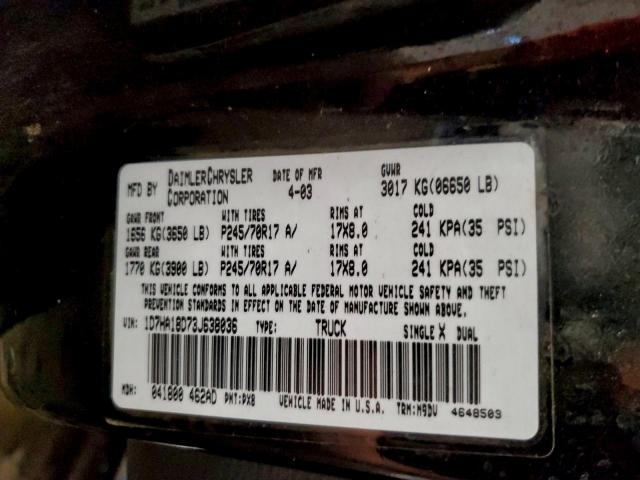 MFD BY DAIMLERCHRYSLER CORPORATION DATE OF MFR 4-03 GVWR 3017 KG(06650 LB)
GAWR FRONT WITH TIRES RIMS AT COLD
1656 KG(3650 LB) P245/70R17 A/ 17X8.0 241 KPA(35 PSI)
GAWR REAR WITH TIRES RIMS AT COLD
1770 KG(3900 LB) P245/70R17 A/ 17X8.0 241 KPA(35 PSI)
THIS VEHICLE CONFORMS TO ALL APPLICABLE FEDERAL MOTOR VEHICLE SAFETY AND THEFT
PREVENTION STANDARDS IN EFFECT ON THE DATE OF MANUFACTURE SHOWN ABOVE.
VIN: 1D7HA18D73J638036 TYPE: TRUCK SINGLE X DUAL
MDH: 041800 462AD PNT:PX8 VEHICLE MADE IN U.S.A. TRM:M9DV 4648503